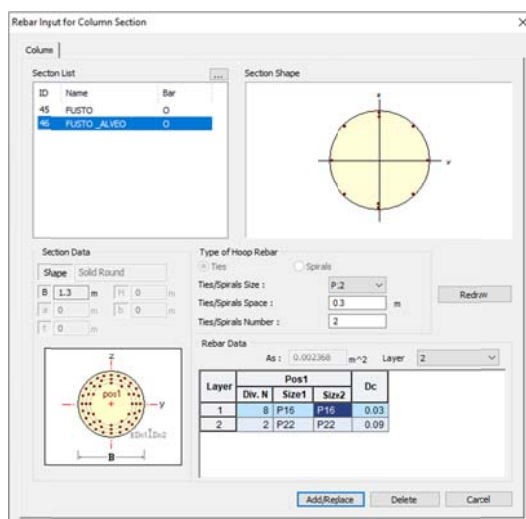 Rebar Input for Column Section
Column
Secton List
...
Section Shape
ID Name Bar
45 FUSTO O
46 FUSTO _ALVEO O
z
y
Section Data
Shape Solid Round
B 1.3 m H 0 m
a 0 m b 0 m
t 0 m
Type of Hoop Rebar
Ties Spirals
Ties/Spirals Size : P12
Ties/Spirals Space : 0.3 m
Ties/Spirals Number : 2
Redraw
Rebar Data
As : 0.002368 m^2 Layer 2
Layer Pos1 Dc
Div. N Size1 Size2
1 8 P16 P16 0.03
2 2 P22 P22 0.09
z
pos1
y
Dc1 Dc2
B
Add/Replace Delete Cancel